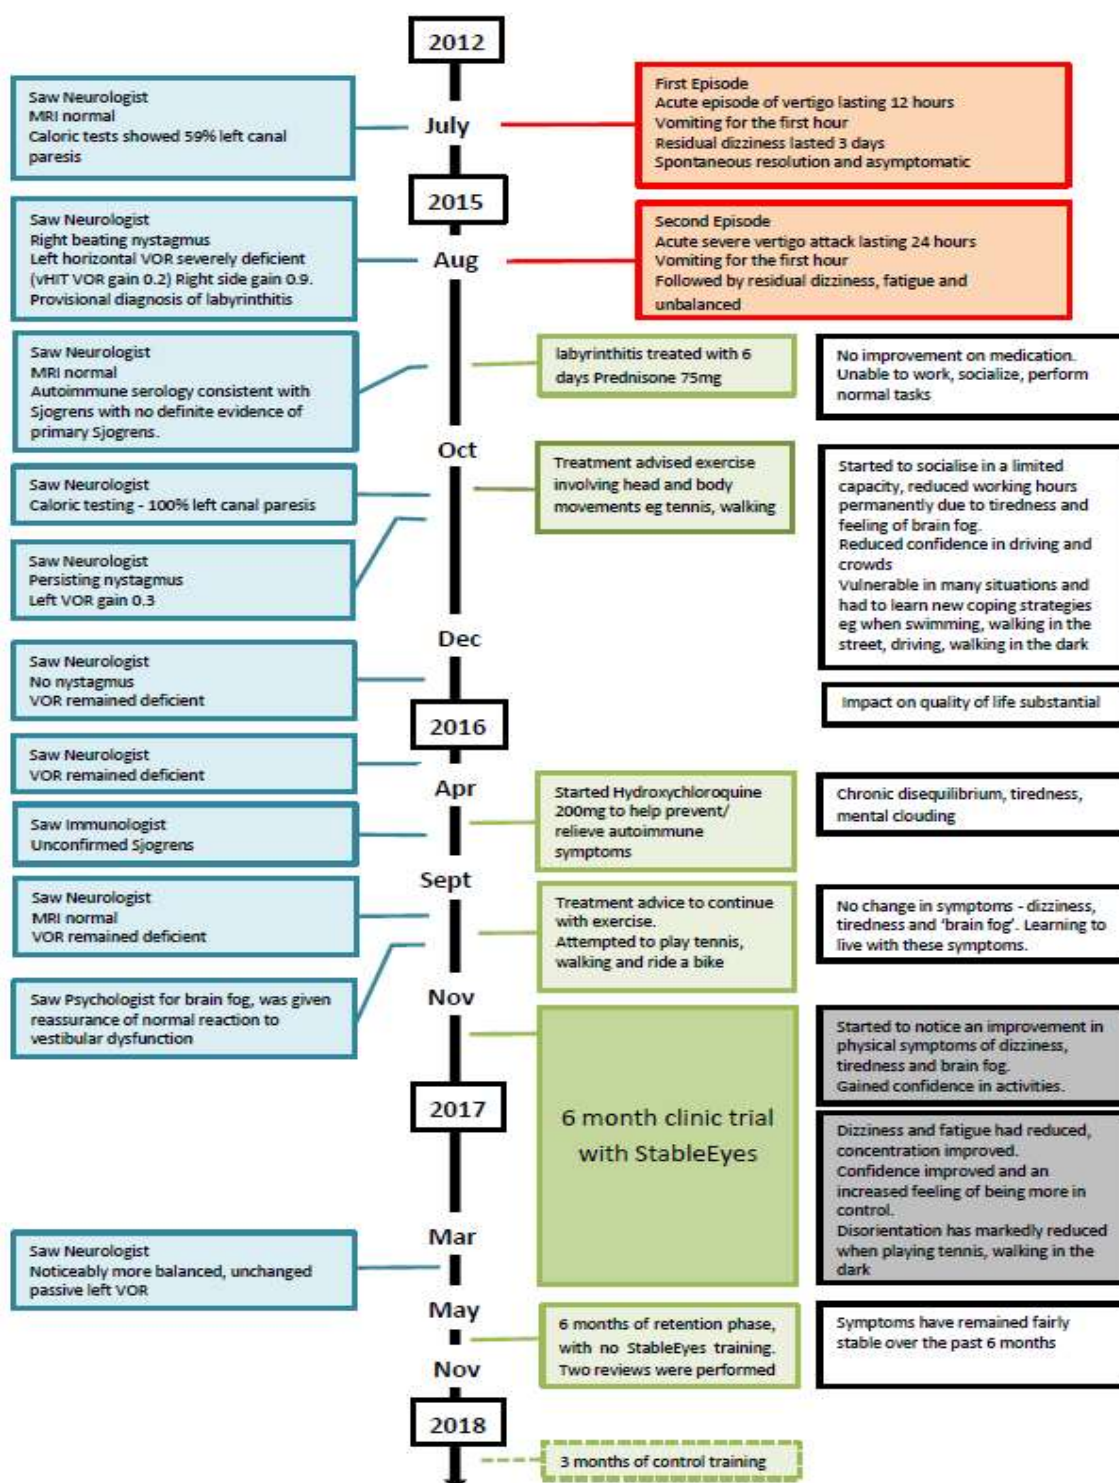 2012
Saw Neurologist
MRI normal
Caloric tests showed 59% left canal
paresis
July
First Episode
Acute episode of vertigo lasting 12 hours
Vomiting for the first hour
Residual dizziness lasted 3 days
Spontaneous resolution and asymptomatic
2015
Saw Neurologist
Right beating nystagmus
Left horizontal VOR severely deficient
(vHIT VOR gain 0.2) Right side gain 0.9.
Provisional diagnosis of labyrinthitis
Aug
Second Episode
Acute severe vertigo attack lasting 24 hours
Vomiting for the first hour
Followed by residual dizziness, fatigue and
unbalanced
Saw Neurologist
MRI normal
Autoimmune serology consistent with
Sjogrens with no definite evidence of
primary Sjogrens.
labyrinthitis treated with 6
days Prednisone 75mg
No improvement on medication.
Unable to work, socialize, perform
normal tasks
Oct
Saw Neurologist
Caloric testing - 100% left canal paresis
Treatment advised exercise
involving head and body
movements eg tennis, walking
Started to socialise in a limited
capacity, reduced working hours
permanently due to tiredness and
feeling of brain fog.
Reduced confidence in driving and
crowds
Vulnerable in many situations and
had to learn new coping strategies
eg when swimming, walking in the
street, driving, walking in the dark
Saw Neurologist
Persisting nystagmus
Left VOR gain 0.3
Dec
Saw Neurologist
No nystagmus
VOR remained deficient
Impact on quality of life substantial
2016
Saw Neurologist
VOR remained deficient
Apr
Started Hydroxychloroquine
200mg to help prevent/
relieve autoimmune
symptoms
Chronic disequilibrium, tiredness,
mental clouding
Saw Immunologist
Unconfirmed Sjogrens
Sept
Saw Neurologist
MRI normal
VOR remained deficient
Treatment advice to continue
with exercise.
Attempted to play tennis,
walking and ride a bike
No change in symptoms - dizziness,
tiredness and 'brain fog'. Learning to
live with these symptoms.
Saw Psychologist for brain fog, was given
reassurance of normal reaction to
vestibular dysfunction
Nov
6 month clinic trial
with StableEyes
Started to notice an improvement in
physical symptoms of dizziness,
tiredness and brain fog.
Gained confidence in activities.
2017
Dizziness and fatigue had reduced,
concentration improved.
Confidence improved and an
increased feeling of being more in
control.
Disorientation has markedly reduced
when playing tennis, walking in the
dark
Mar
Saw Neurologist
Noticeably more balanced, unchanged
passive left VOR
May
6 months of retention phase,
with no StableEyes training.
Two reviews were performed
Symptoms have remained fairly
stable over the past 6 months
Nov
2018
3 months of control training